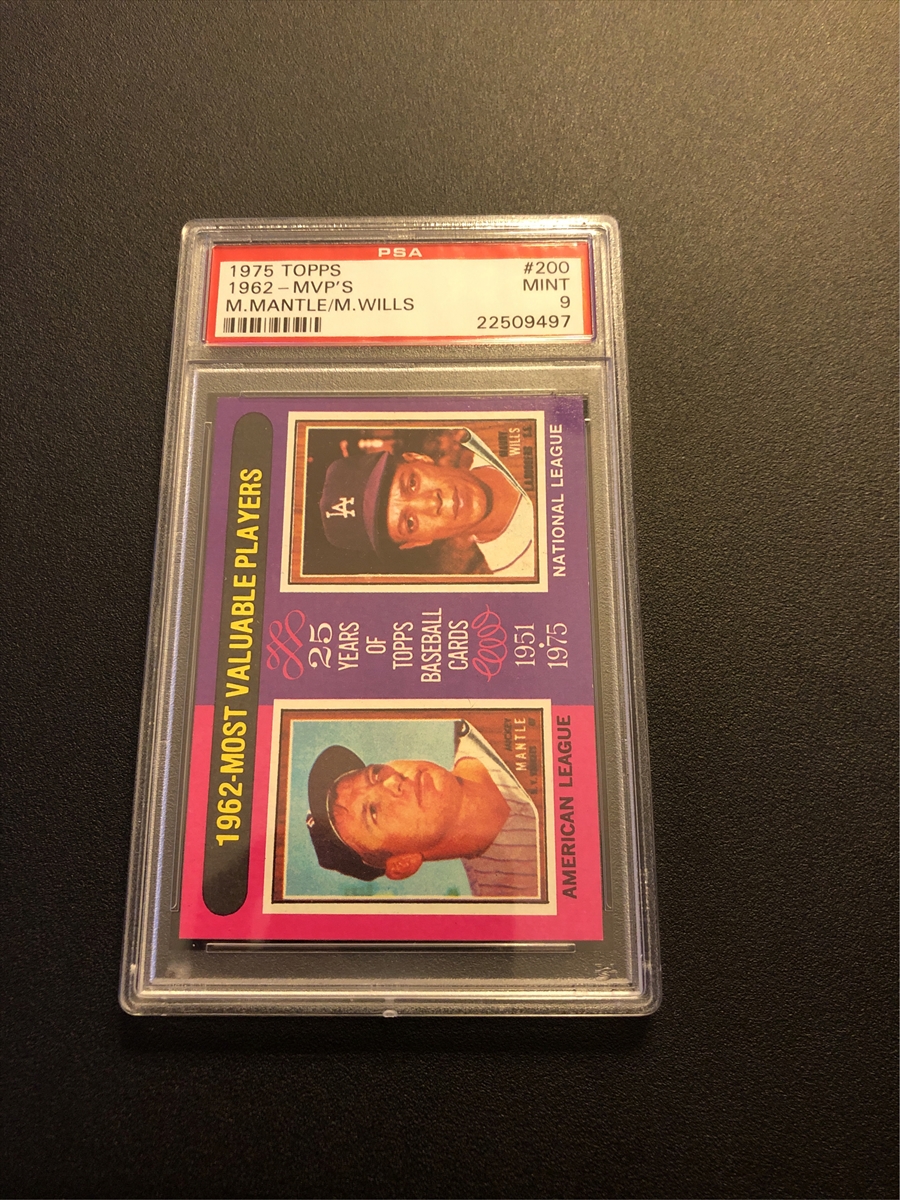 PSA
1975 TOPPS #200
1962 - MVP'S MINT
M.MANTLE/M.WILLS 9
22509497
1962-MOST VALUABLE PLAYERS
MICKEY
MANTLE
AMERICAN LEAGUE
25
YEARS
OF
TOPPS
BASEBALL
CARDS
1951
1975
LA
WILLS
NATIONAL LEAGUE